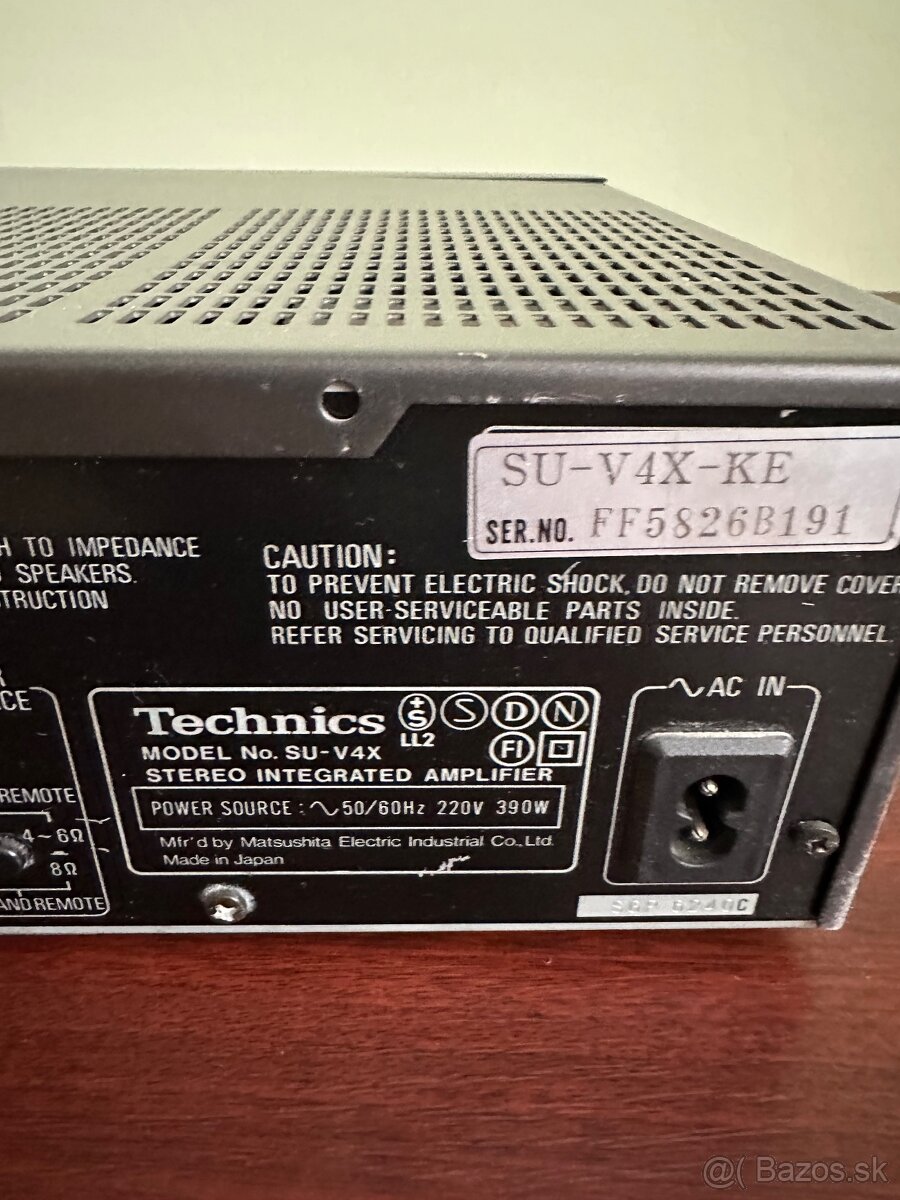 SU-V4X-KE
SER.NO. FF5826B191
H TO IMPEDANCE
SPEAKERS.
TRUCTION
CAUTION:
TO PREVENT ELECTRIC SHOCK, DO NOT REMOVE COVER
NO USER-SERVICEABLE PARTS INSIDE.
REFER SERVICING TO QUALIFIED SERVICE PERSONNEL.
R
CE
REMOTE
4~6Ω
8Ω
AND REMOTE
Technics +S S D N
LL2
MODEL No. SU-V4X FI
STEREO INTEGRATED AMPLIFIER
POWER SOURCE : ∿ 50/60Hz 220V 390W
Mfr'd by Matsushita Electric Industrial Co., Ltd.
Made in Japan
∿ AC IN
@( Bazos.sk